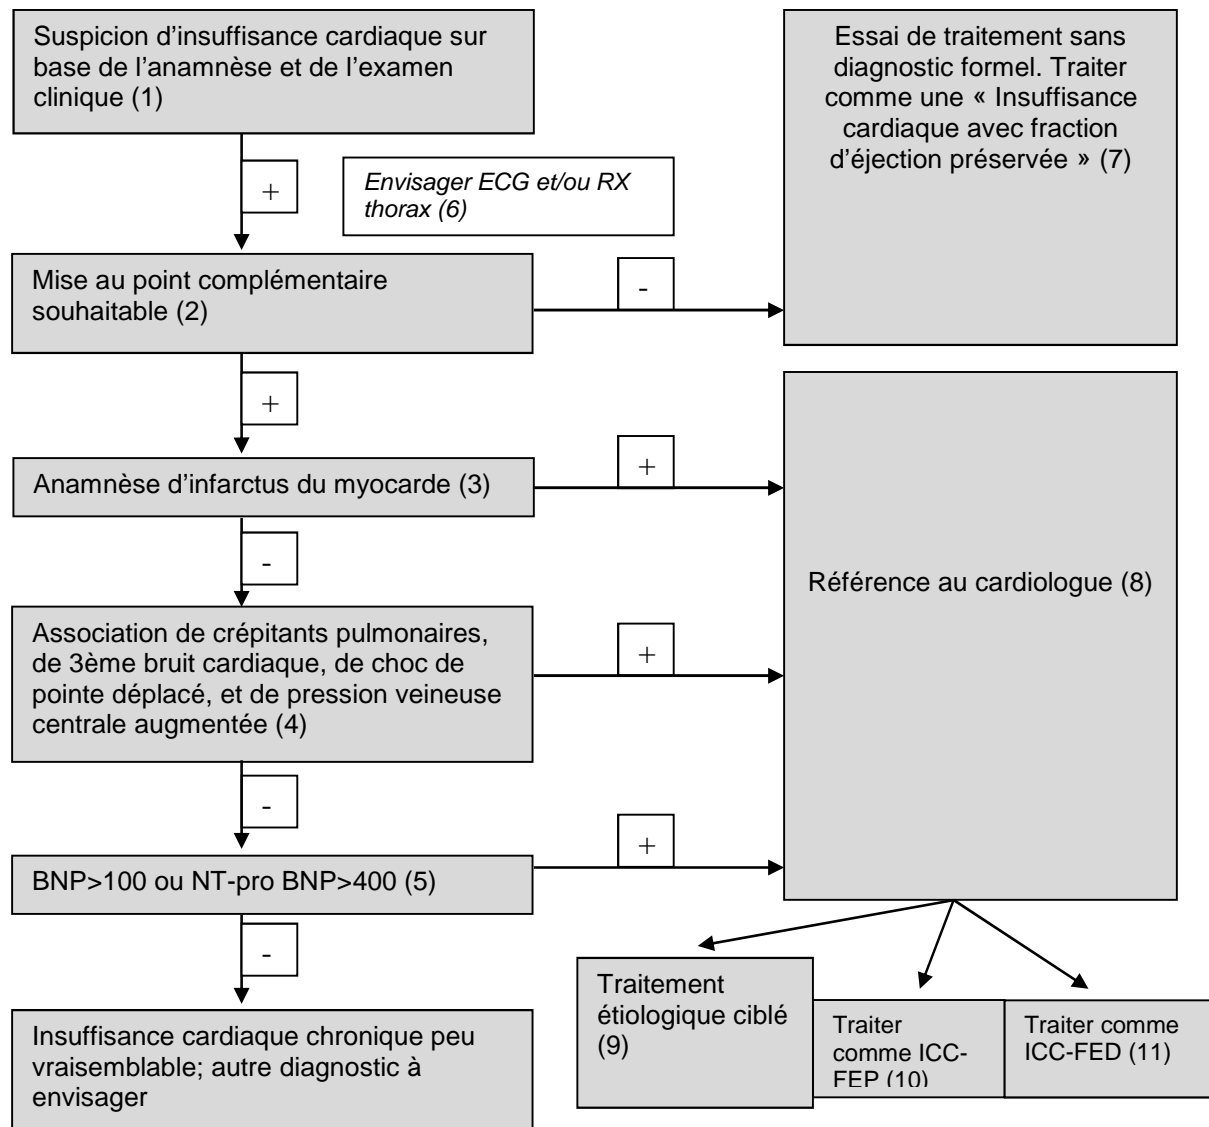 Suspicion d'insuffisance cardiaque sur
base de l'anamnèse et de l'examen
clinique (1)
Essai de traitement sans
diagnostic formel. Traiter
comme une « Insuffisance
cardiaque avec fraction
d'éjection préservée » (7)
+
Envisager ECG et/ou RX
thorax (6)
Mise au point complémentaire
souhaitable (2)
-
+
Anamnèse d'infarctus du myocarde (3)
+
-
Référence au cardiologue (8)
Association de crépitants pulmonaires,
de 3ème bruit cardiaque, de choc de
pointe déplacé, et de pression veineuse
centrale augmentée (4)
+
-
BNP>100 ou NT-pro BNP>400 (5)
+
-
Insuffisance cardiaque chronique peu
vraisemblable; autre diagnostic à
envisager
Traitement
étiologique ciblé
(9)
Traiter
comme ICC-
FEP (10)
Traiter comme
ICC-FED (11)